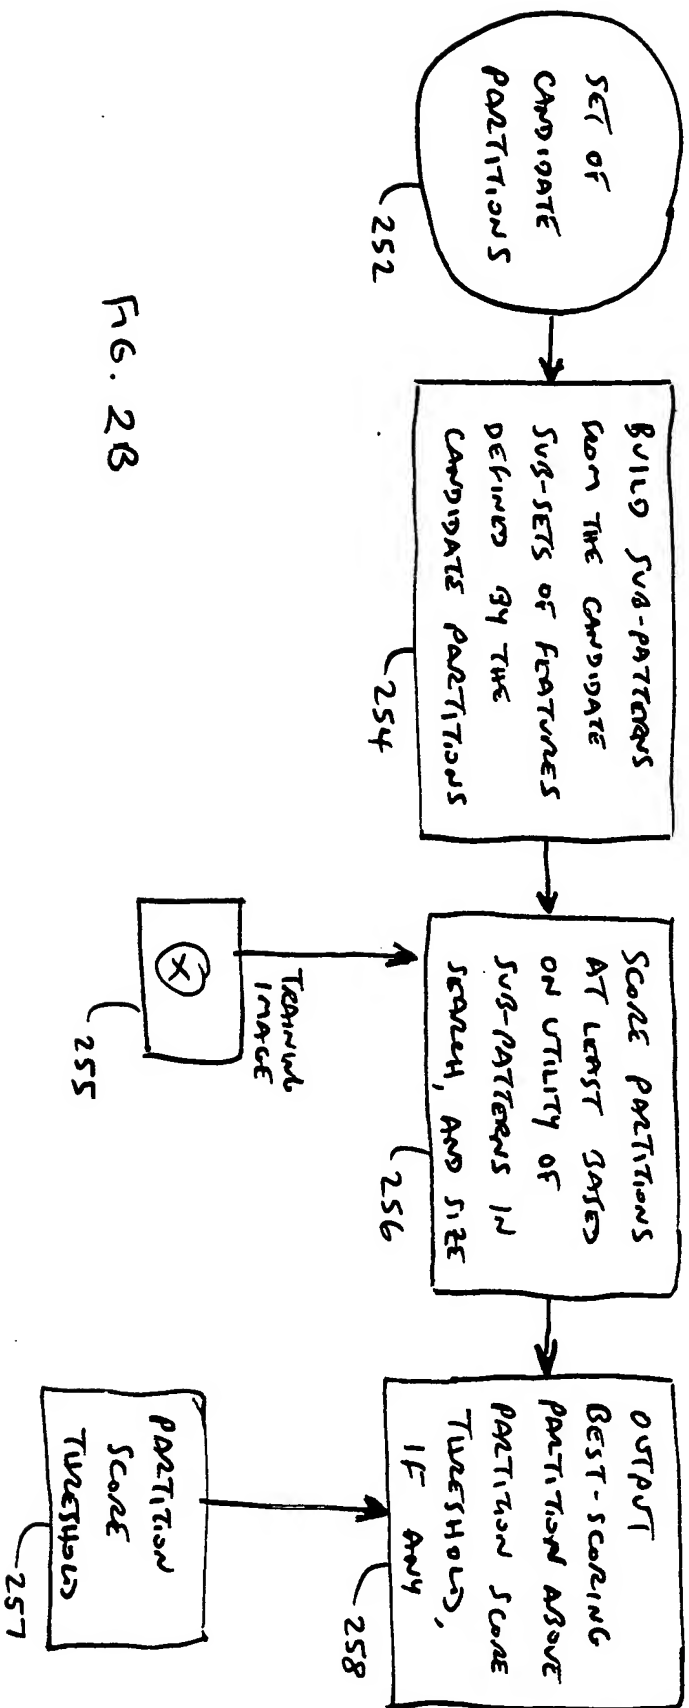 SET OF
CANDIDATE
PARTITIONS
252
BUILD SUB-PATTERNS
FROM THE CANDIDATE
SUB-SETS OF FEATURES
DEFINED BY THE
CANDIDATE PARTITIONS
254
SCORE PARTITIONS
AT LEAST BASED
ON UTILITY OF
SUB-PATTERNS IN
SEARCH, AND SIZE
256
TRAINING
IMAGE
X
255
OUTPUT
BEST-SCORING
PARTITION ABOVE
PARTITION SCORE
THRESHOLD,
IF ANY
258
PARTITION
SCORE
THRESHOLD
257
FIG. 2B